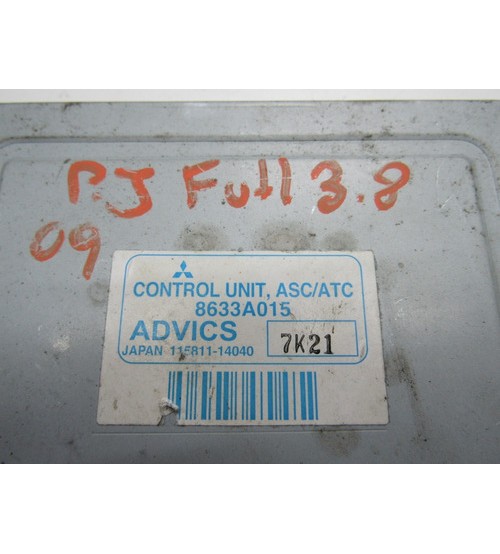 PJ Full 3.8
09
CONTROL UNIT, ASC/ATC
8633A015
ADVICS 7K21
JAPAN 115811-14040